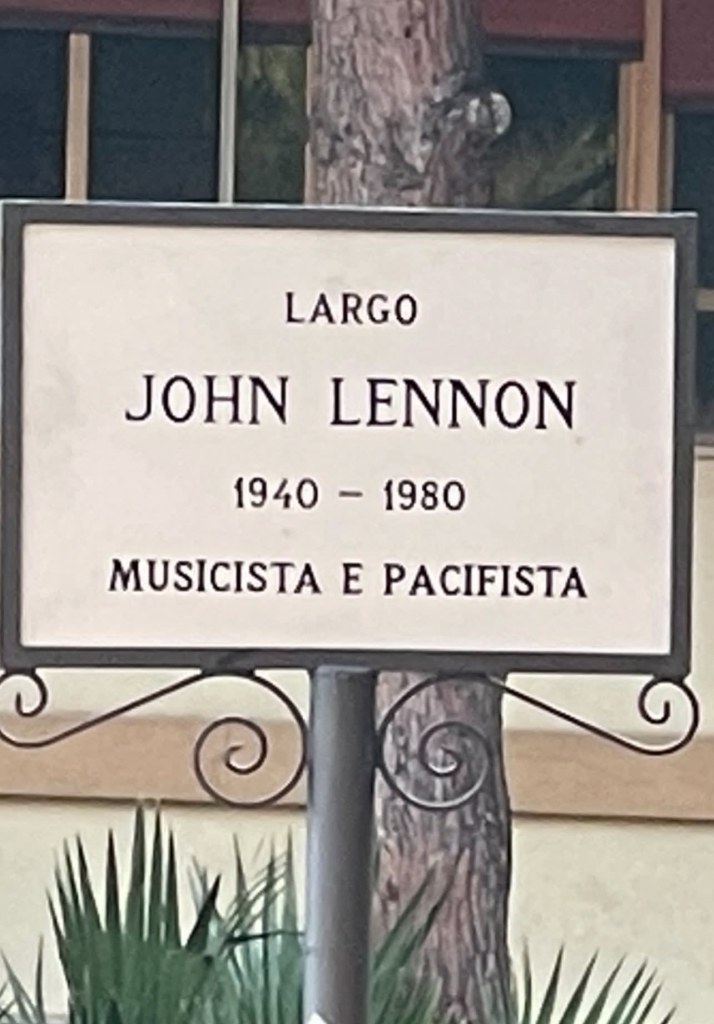 LARGO
JOHN LENNON
1940 – 1980
MUSICISTA E PACIFISTA